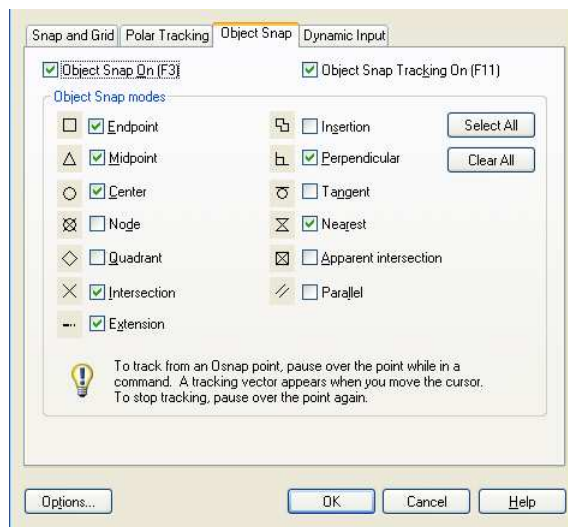 Snap and Grid Polar Tracking Object Snap Dynamic Input
Object Snap On (F3) Object Snap Tracking On (F11)
Object Snap modes
Endpoint Insertion Select All
Midpoint Perpendicular Clear All
Center Tangent
Node Nearest
Quadrant Apparent intersection
Intersection Parallel
Extension
To track from an Osnap point, pause over the point while in a
command. A tracking vector appears when you move the cursor.
To stop tracking, pause over the point again.
Options... OK Cancel Help